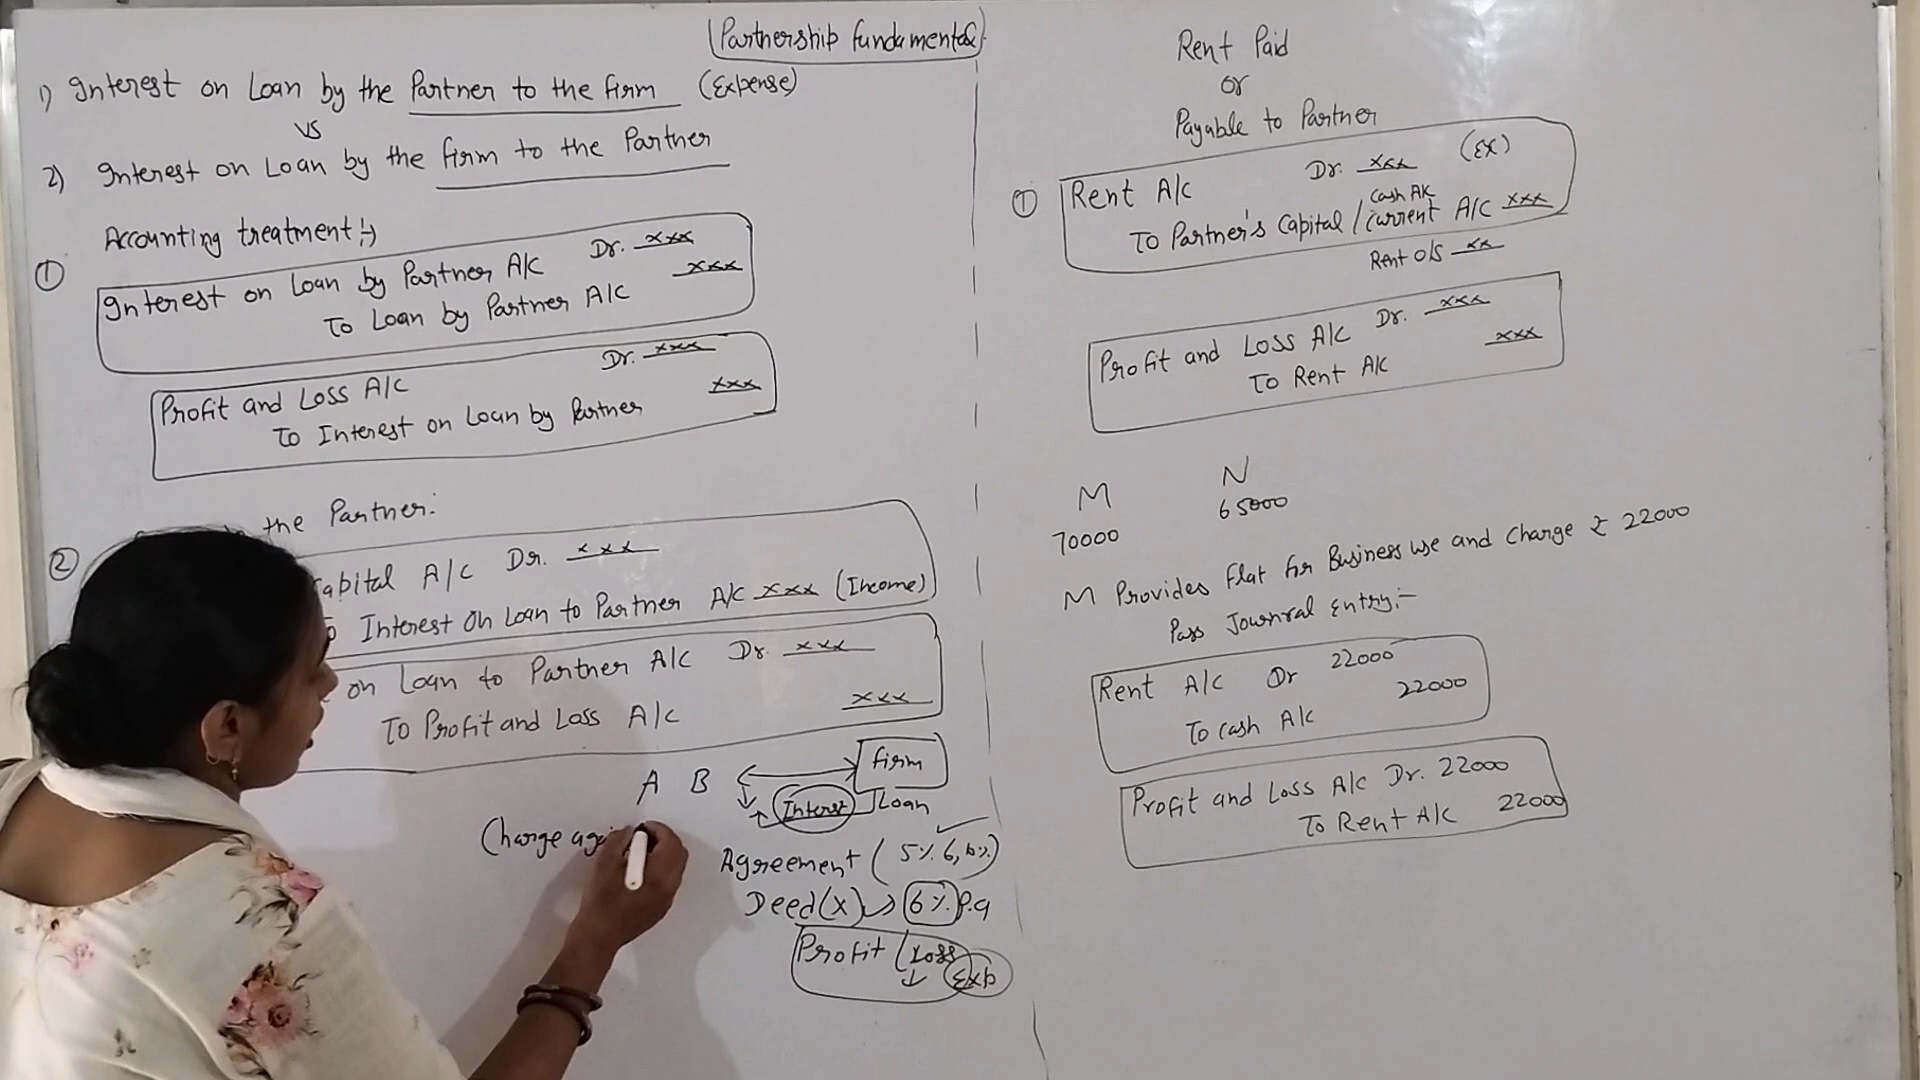 Partnership Fundamental
1) Interest on Loan by the Partner to the firm (Expense)
VS
2) Interest on Loan by the firm to the Partner
Accounting treatment:-)
① Interest on Loan by Partner A/C Dr. xxx
To Loan by Partner A/C xxx
Profit and Loss A/C Dr. xxx
To Interest on Loan by Partner xxx
② the Partner:
capital A/C Dr. xxx
Interest on Loan to Partner A/C xxx (Income)
on Loan to Partner A/C Dr. xxx
To Profit and Loss A/C xxx
A B firm
Interest Loan
Charge
Agreement (5%, 6, %)
Deed(x) 6% P.a
Profit (Loss
Exp
Rent Paid
or
Payable to Partner
① Rent A/C Dr. xxx (Ex)
Cash A/C
To Partner's Capital / Current A/C xxx
Rent O/S xx
Profit and Loss A/C Dr. xxx
To Rent A/C xxx
M N
70000 65000
M Provides flat for Business use and Charge ₹ 22000
Pass Jounral Entry:-
Rent A/C Dr 22000
To cash A/C 22000
Profit and Loss A/C Dr. 22000
To Rent A/C 22000